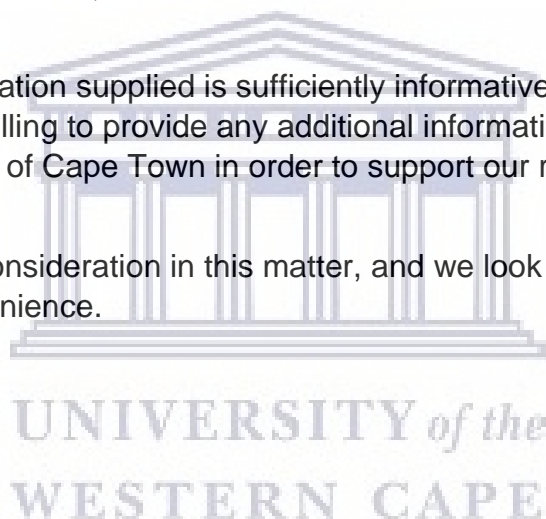 ation supplied is sufficiently informative
lling to provide any additional informati
of Cape Town in order to support our r
onsideration in this matter, and we look
nience.
UNIVERSITY of the
WESTERN CAPE